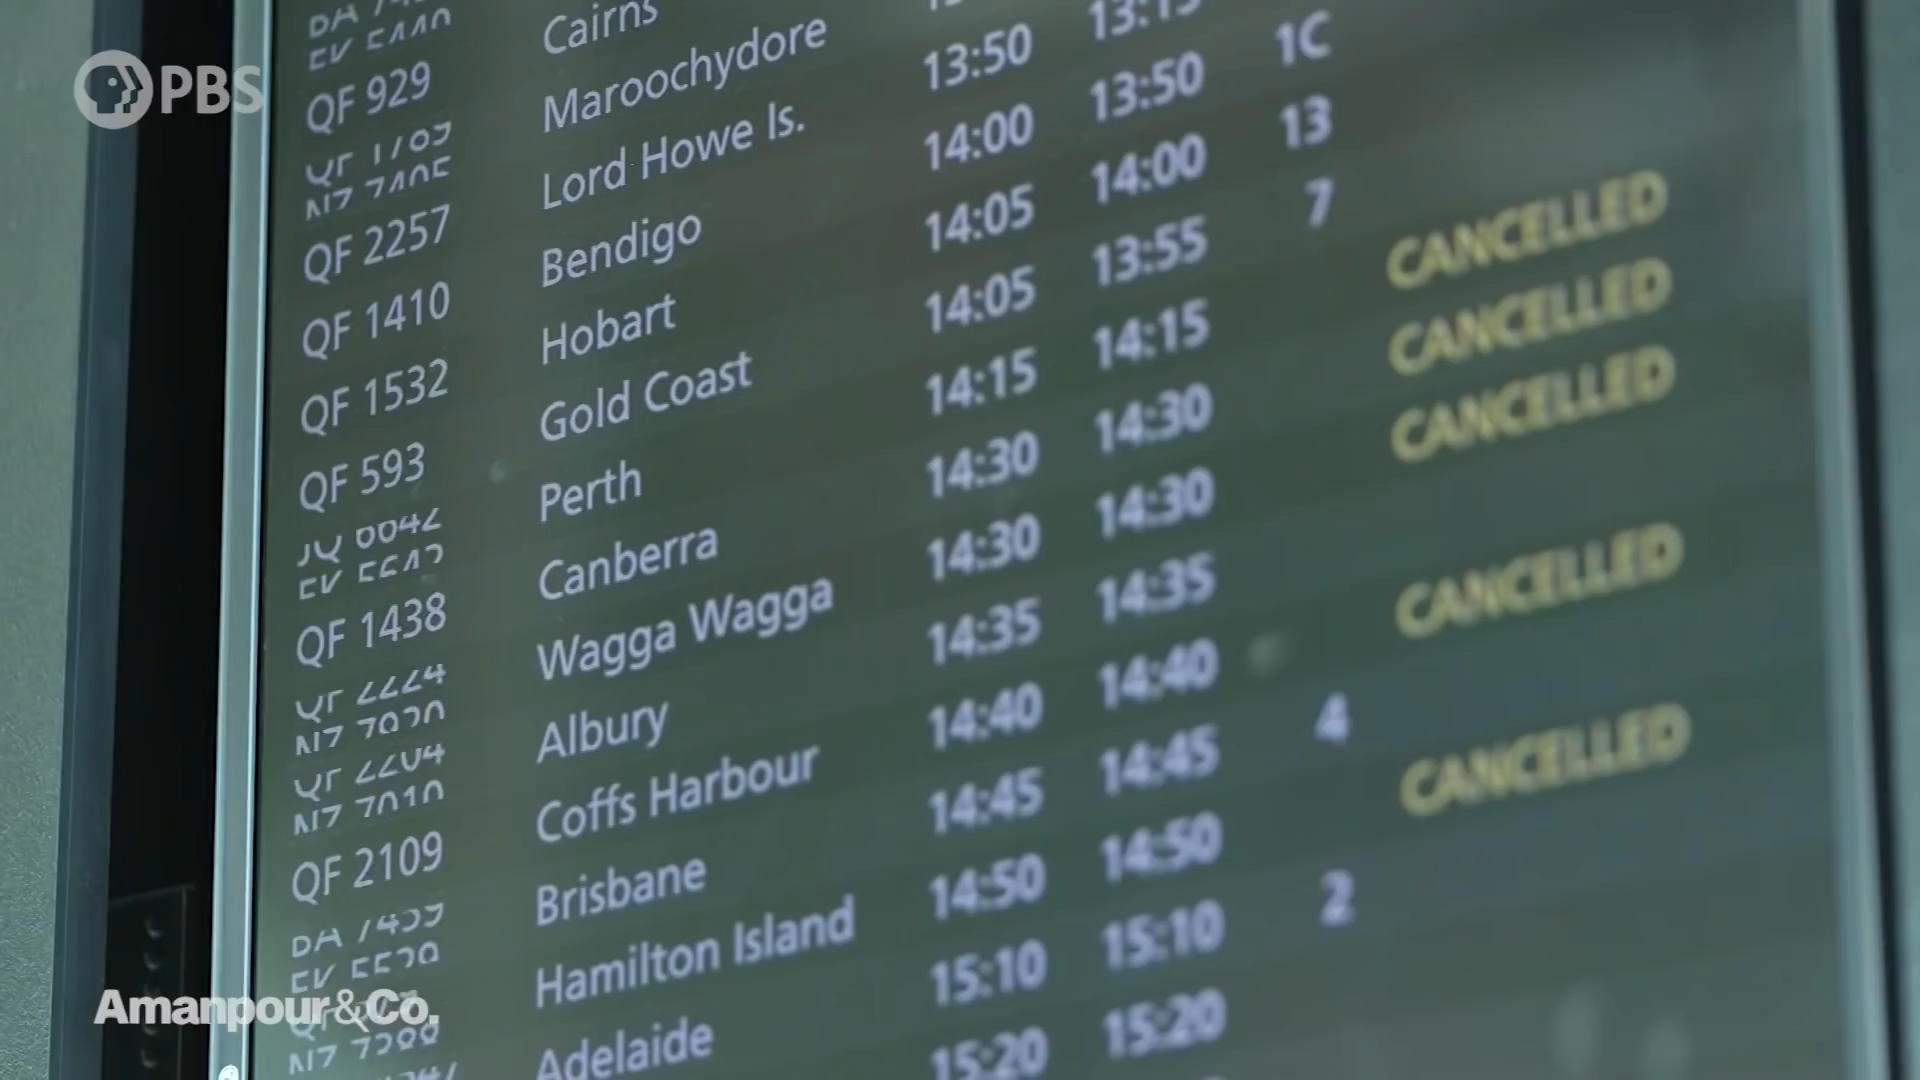 PBS
Cairns
QF 929
Maroochydore
Lord Howe Is. 13:50
QF 2257
Bendigo 14:00 13:50 1C
QF 1410
Hobart 14:05 14:00 13
QF 1532
Gold Coast 14:05 13:55 7
QF 593
Perth 14:15 14:15 CANCELLED
Canberra 14:30 14:30 CANCELLED
QF 1438
Wagga Wagga 14:30 14:30 CANCELLED
Albury 14:35 14:35
Coffs Harbour 14:40 14:40 CANCELLED
QF 2109
Brisbane 14:45 14:45 4
Hamilton Island 14:50 14:50 CANCELLED
Adelaide 15:10 15:10 2
15:20 15:20
Amanpour&Co.